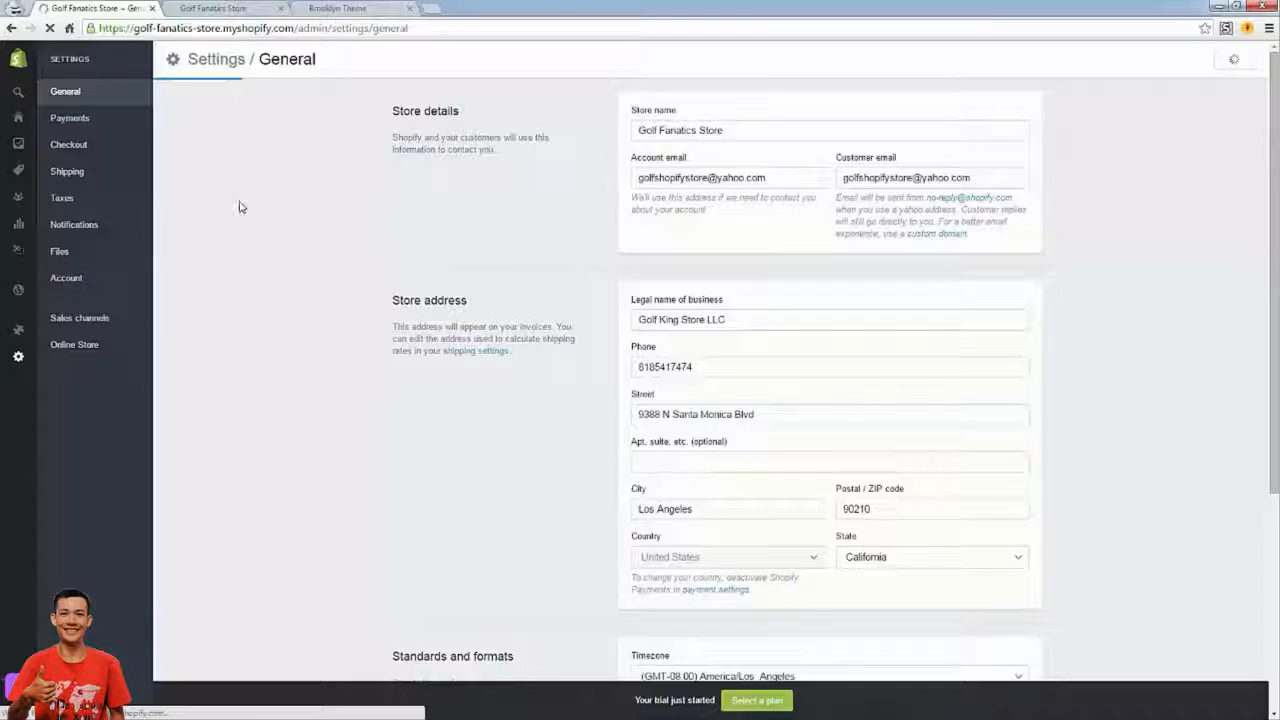 Golf Fanatics Store ~ Gen
Golf Fanatics Store
Brooklyn Theme
https://golf-fanatics-store.myshopify.com/admin/settings/general
SETTINGS
Settings / General
General
Payments
Checkout
Shipping
Taxes
Notifications
Files
Account
Sales channels
Online Store
Store details
Shopify and your customers will use this
information to contact you.
Store name
Golf Fanatics Store
Account email
Customer email
golfshopifystore@yahoo.com
golfshopifystore@yahoo.com
We'll use this address if we need to contact you
about your account
Email will be sent from no-reply@shopify.com
when you use a yahoo address. Customer replies
will still go directly to you. For a better email
experience, use a custom domain.
Store address
This address will appear on your invoices. You
can edit the address used to calculate shipping
rates in your shipping settings.
Legal name of business
Golf King Store LLC
Phone
8185417474
Street
9388 N Santa Monica Blvd
Apt, suite, etc. (optional)
City
Postal / ZIP code
Los Angeles
90210
Country
State
United States
California
To change your country, deactivate Shopify
Payments in payment settings.
Standards and formats
Timezone
(GMT-08:00) America/Los_Angeles
Your trial just started
Select a plan